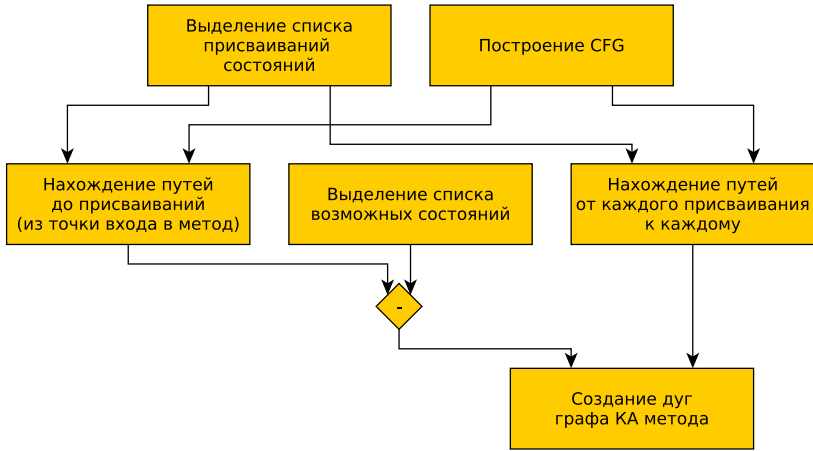 Выделение списка
присваиваний
состояний
Построение CFG
Нахождение путей
до присваиваний
(из точки входа в метод)
Выделение списка
возможных состояний
Нахождение путей
от каждого присваивания
к каждому
-
Создание дуг
графа КА метода